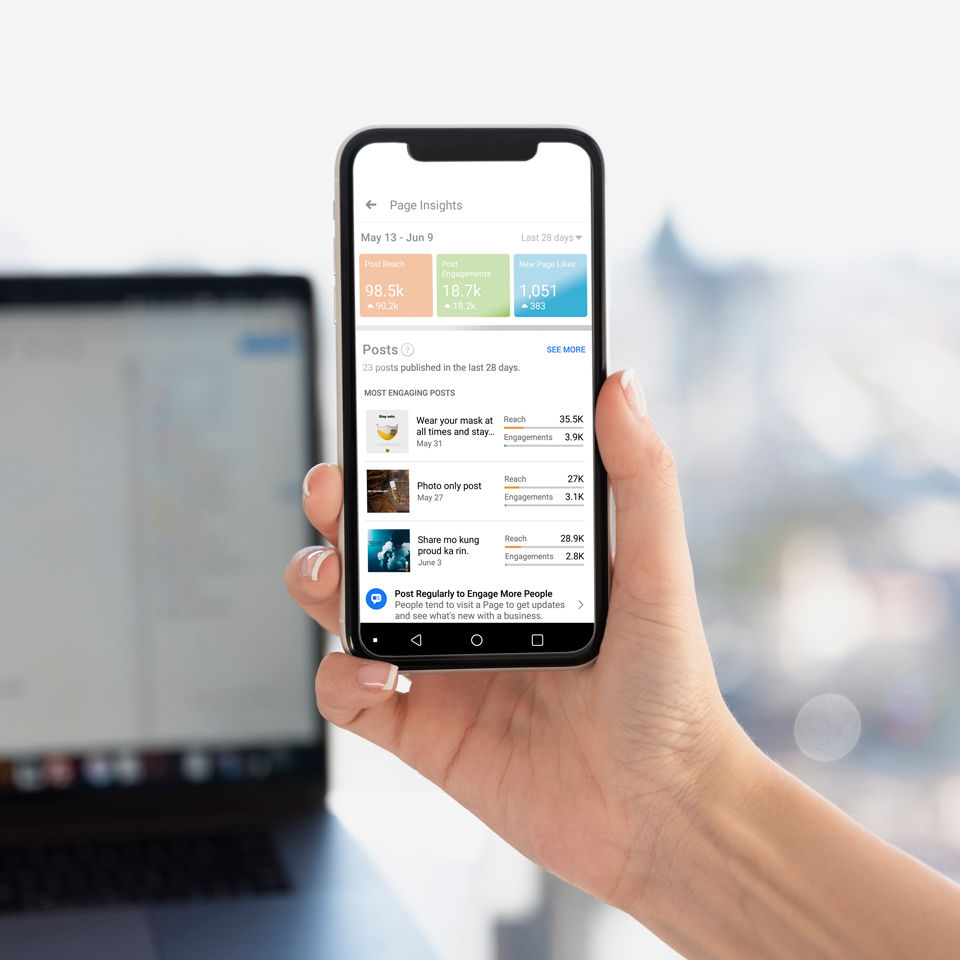 Page Insights
May 13 - Jun 9
Last 28 days
Post Reach
98.5k
90.2k
Post
Engagements
18.7k
18.2k
New Page Likes
1,051
383
Posts ?
SEE MORE
23 posts published in the last 28 days.
MOST ENGAGING POSTS
Stay safe.
Wear your mask at
all times and stay...
May 31
Reach 35.5K
Engagements 3.9K
Photo only post
May 27
Reach 27K
Engagements 3.1K
Share mo kung
proud ka rin.
June 3
Reach 28.9K
Engagements 2.8K
Post Regularly to Engage More People
People tend to visit a Page to get updates
and see what's new with a business.